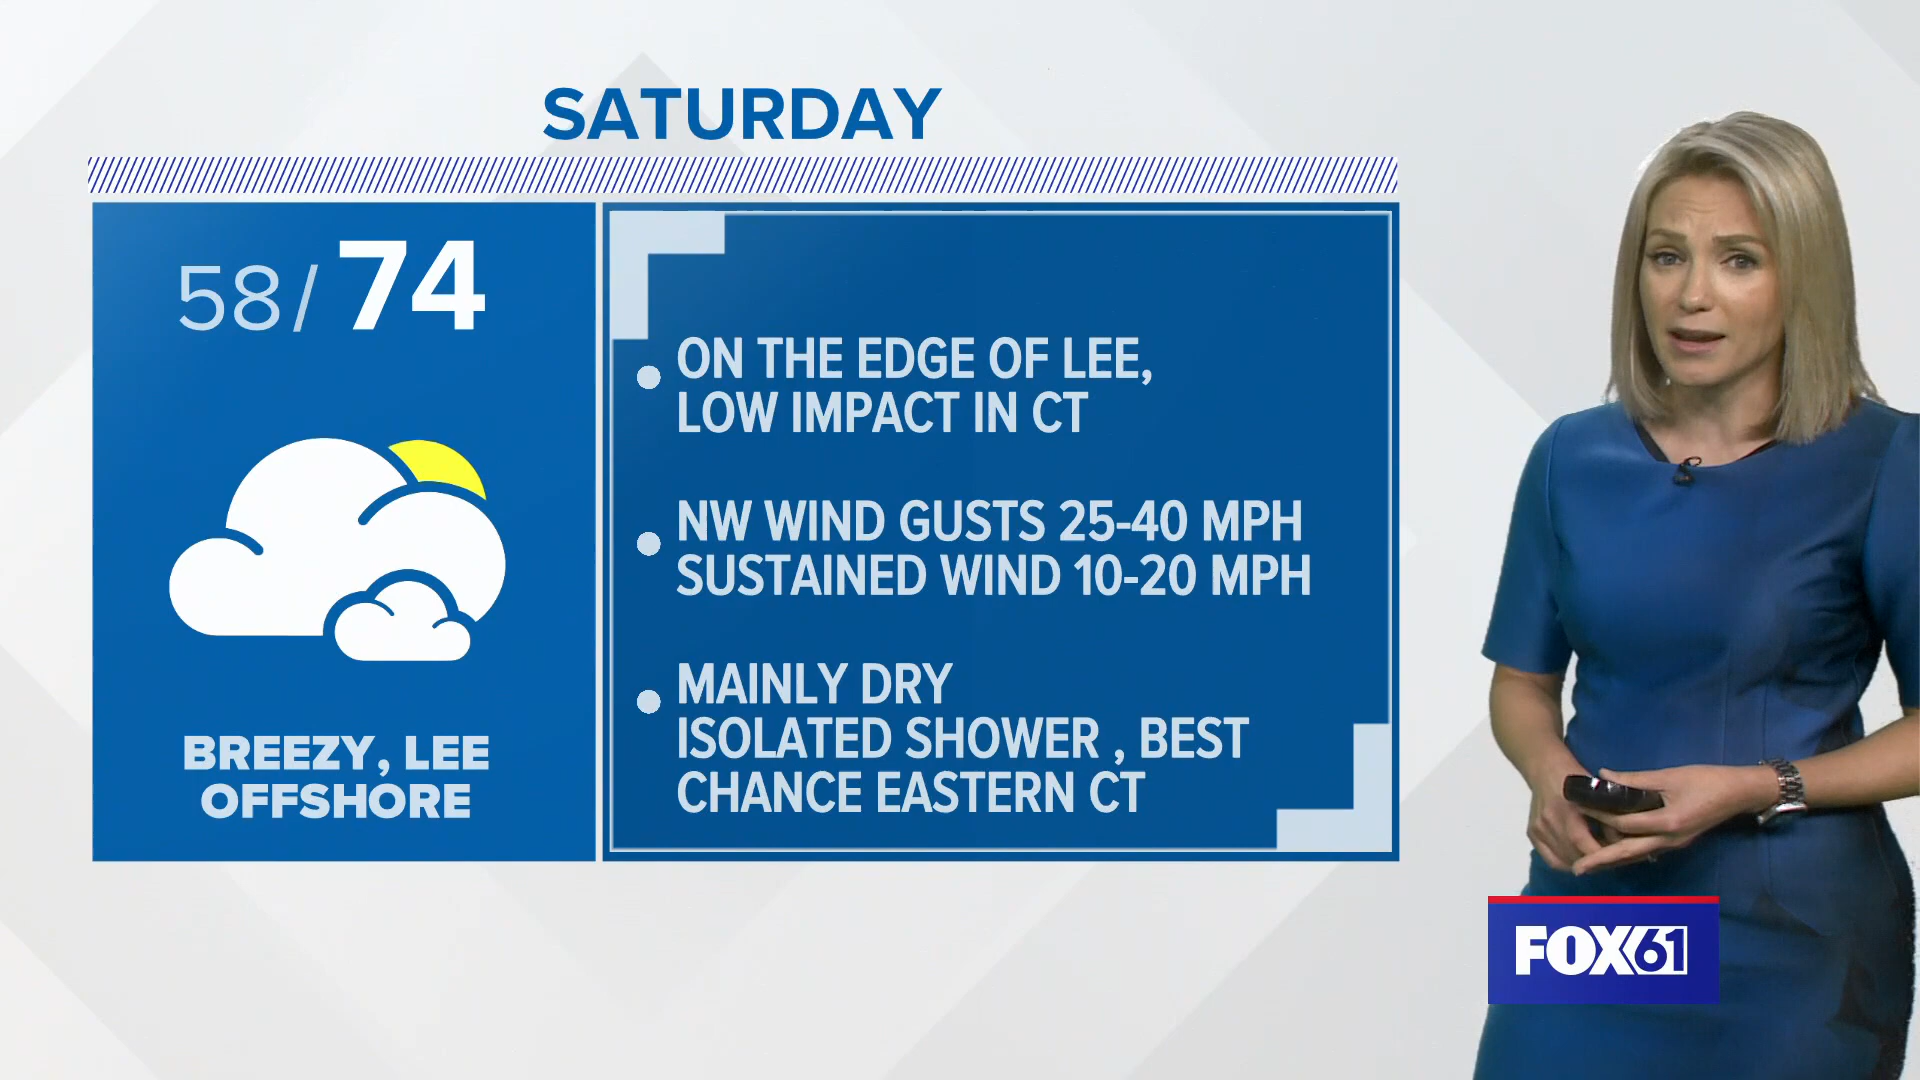 SATURDAY
58/74
BREEZY, LEE
OFFSHORE
ON THE EDGE OF LEE,
LOW IMPACT IN CT
NW WIND GUSTS 25-40 MPH
SUSTAINED WIND 10-20 MPH
MAINLY DRY
ISOLATED SHOWER , BEST
CHANCE EASTERN CT
FOX61